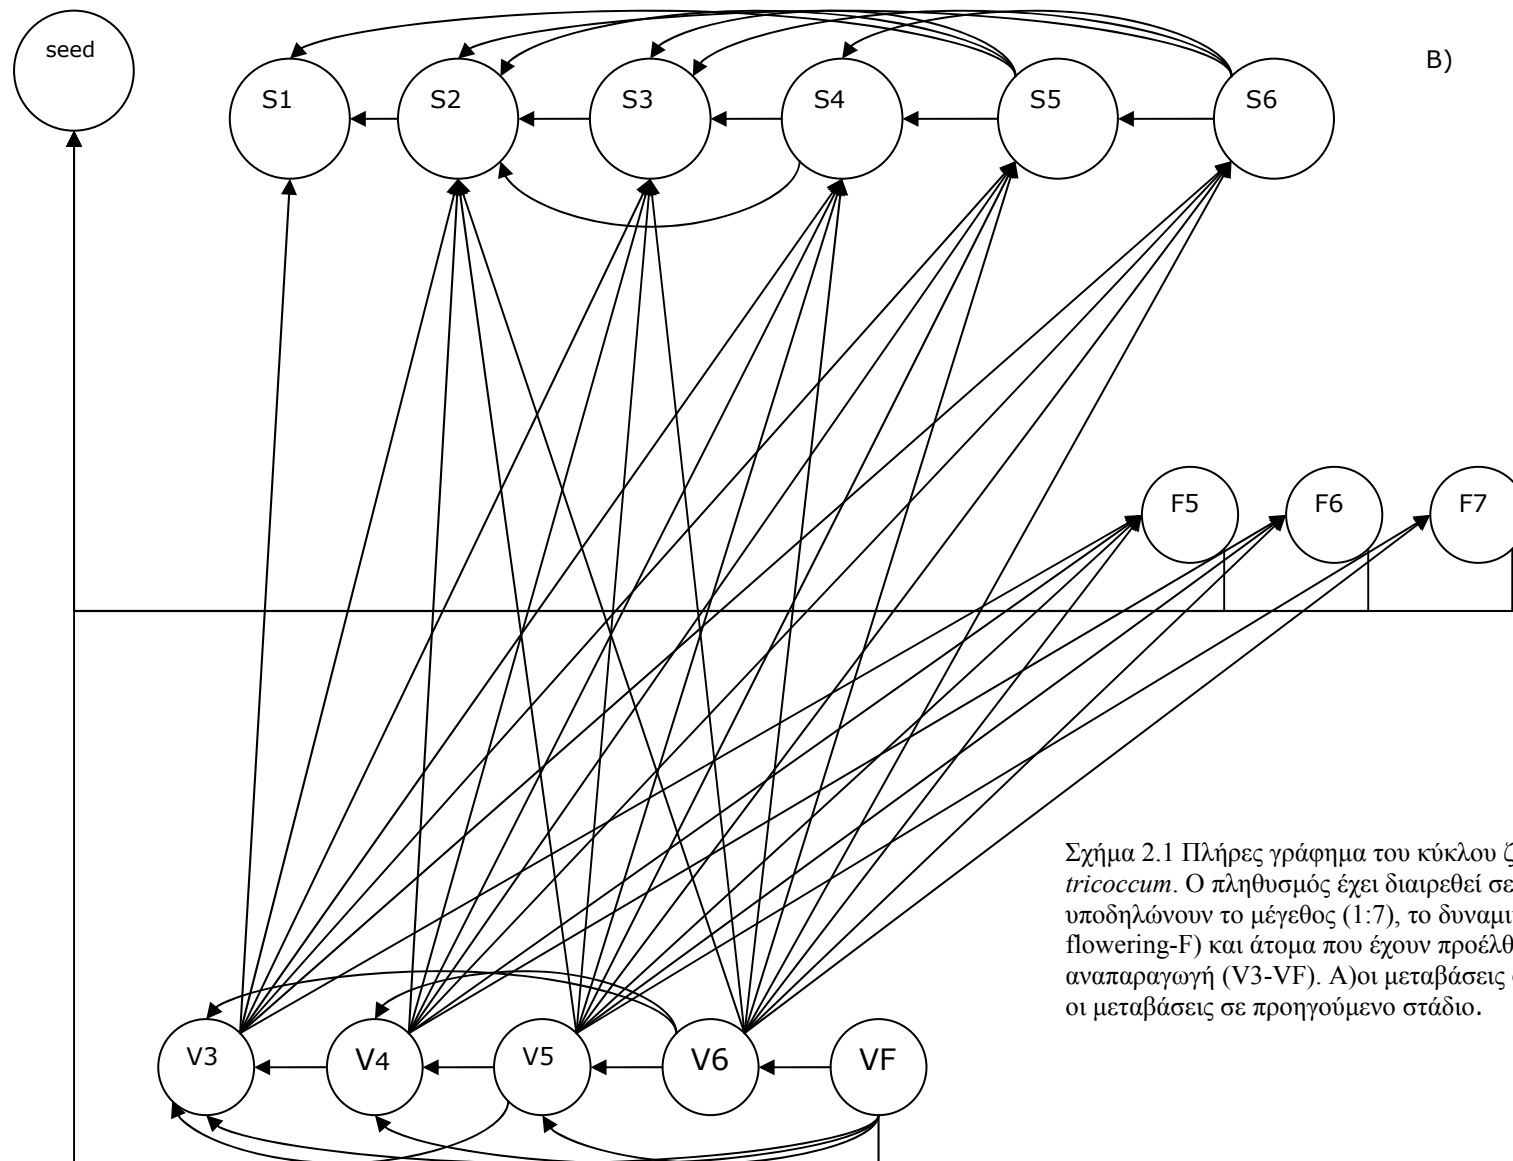 seed
S1
S2
S3
S4
S5
S6
B)
F5
F6
F7
Σχήμα 2.1 Πλήρες γράφημα του κύκλου ζ
tricoccum. Ο πληθυσμός έχει διαιρεθεί σε
υποδηλώνουν το μέγεθος (1:7), το δυναμι
flowering-F) και άτομα που έχουν προέλθ
αναπαραγωγή (V3-VF). Α)οι μεταβάσεις
οι μεταβάσεις σε προηγούμενο στάδιο.
V3
V4
V5
V6
VF